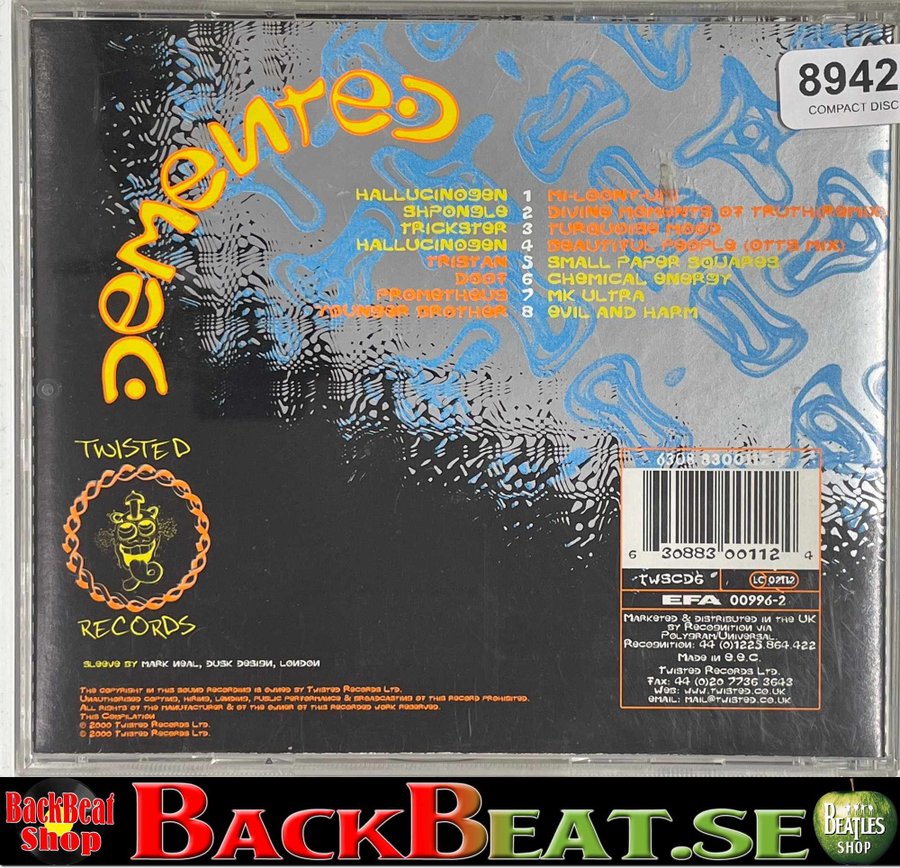 Demented
8942
COMPACT DISC
HALLUCINOGEN 1 MI-LOONY-UM
SHPONGLE 2 DIVINE MOMENTS OF TRUTH (REMIX)
TRICKSTER 3 TURQUOISE MOOD
HALLUCINOGEN 4 BEAUTIFUL PEOPLE (OTTS MIX)
TRISTAN 5 SMALL PAPER SQUARES
DOOF 6 CHEMICAL ENERGY
PROMETHEUS 7 MK ULTRA
YOUNGER BROTHER 8 EVIL AND HARM
TWISTED
RECORDS
SLEEVE BY MARK NEAL, DUSK DESIGN, LONDON
The copyright in this sound recording is owned by Twisted Records Ltd.
Unauthorised copying, hiring, lending, public performance & broadcasting of this record prohibited.
All rights of the manufacturer & of the owner of this recorded work reserved.
This Compilation
℗ 2000 Twisted Records Ltd.
© 2000 Twisted Records Ltd.
6 30883 00112 4
TWSCD6
EFA 00996-2
Marketed & distributed in the UK
by Recognition via
Polygram/Universal.
Recognition: 44 (0)1225.864.422
Made in e.e.c.
Twisted Records Ltd.
Fax: 44 (0)20 7736 3643
Web: www.twisted.co.uk
email: mail@twisted.co.uk
BackBeat
Shop
BACKBEAT.SE
BEATLES
SHOP